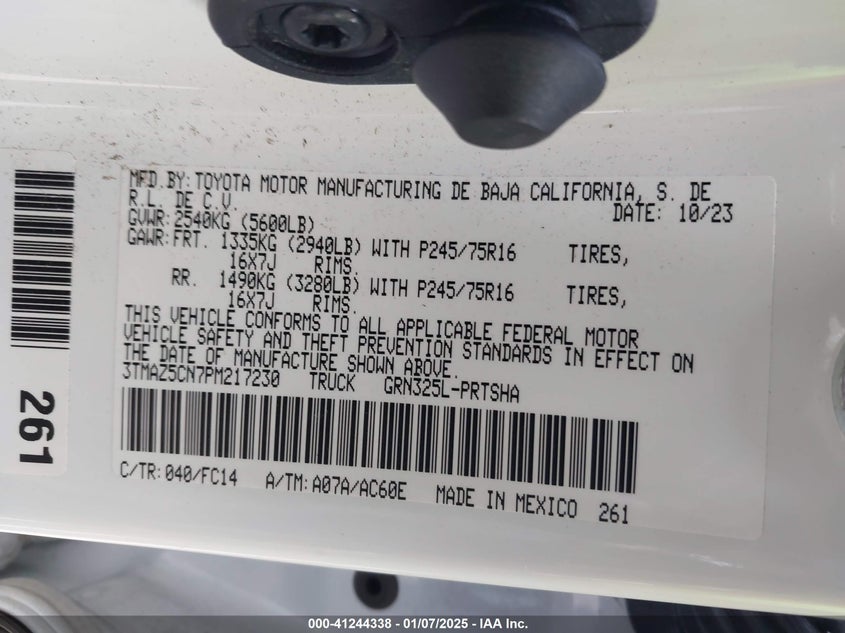 MFD.BY:TOYOTA MOTOR MANUFACTURING DE BAJA CALIFORNIA, S. DE
R.L. DE C.V.
DATE: 10/23
GVWR:2540KG (5600LB)
GAWR:FRT. 1335KG (2940LB) WITH P245/75R16 TIRES,
16X7J RIMS.
RR. 1490KG (3280LB) WITH P245/75R16 TIRES,
16X7J RIMS.
THIS VEHICLE CONFORMS TO ALL APPLICABLE FEDERAL MOTOR
VEHICLE SAFETY AND THEFT PREVENTION STANDARDS IN EFFECT ON
THE DATE OF MANUFACTURE SHOWN ABOVE.
3TMAZ5CN7PM217230 TRUCK GRN325L-PRTSHA
C/TR:040/FC14 A/TM:A07A/AC60E MADE IN MEXICO 261
261
000-41244338 - 01/07/2025 - IAA Inc.